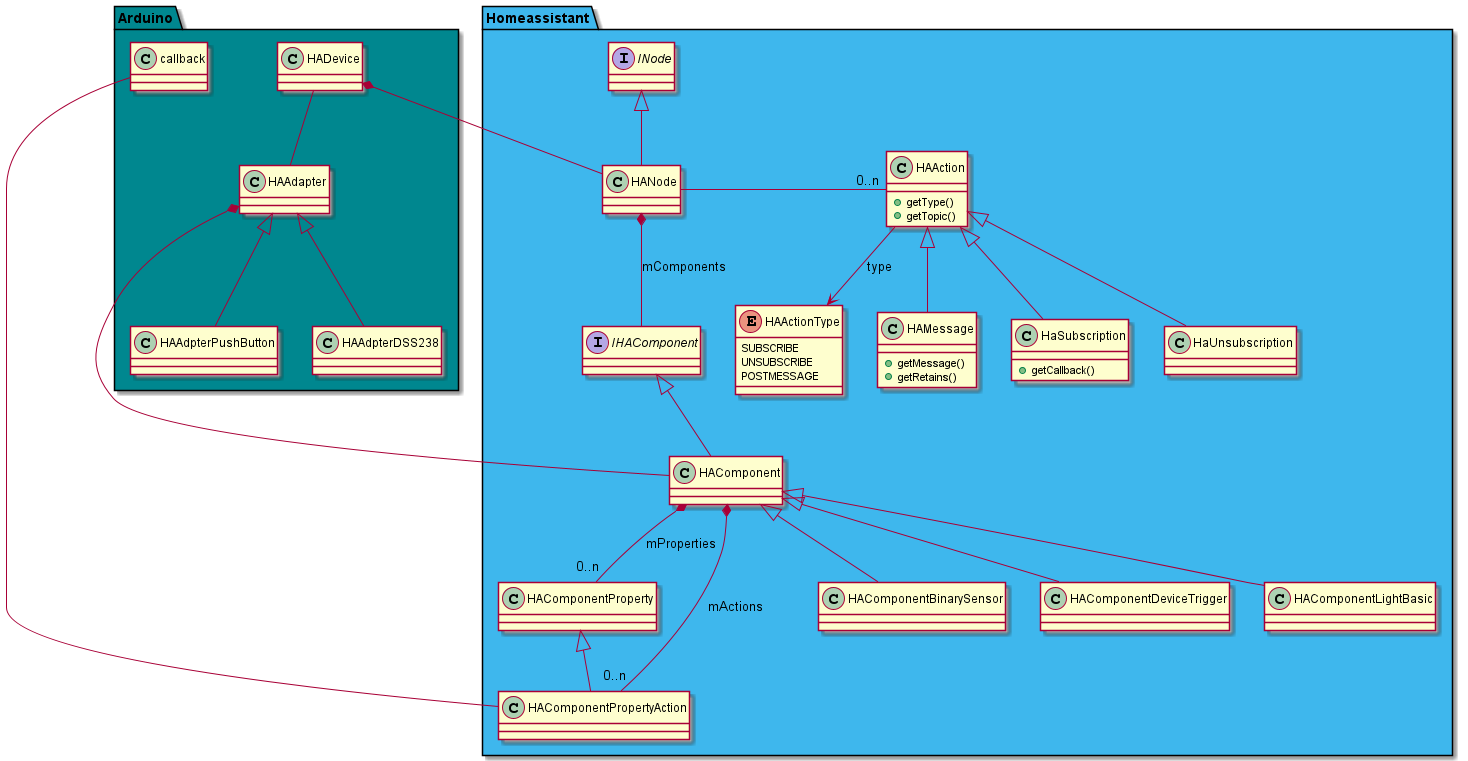 Arduino
Homeassistant
C callback
C HADevice
I INode
C HAAdapter
C HANode
0..n
C HAAction
getType()
getTopic()
mComponents
type
C HAAdpterPushButton
C HAAdpterDSS238
I IHAComponent
E HAActionType
SUBSCRIBE
UNSUBSCRIBE
POSTMESSAGE
C HAMessage
getMessage()
getRetains()
C HaSubscription
getCallback()
C HaUnsubscription
C HAComponent
mProperties
0..n
C HAComponentProperty
mActions
C HAComponentBinarySensor
C HAComponentDeviceTrigger
C HAComponentLightBasic
0..n
C HAComponentPropertyAction